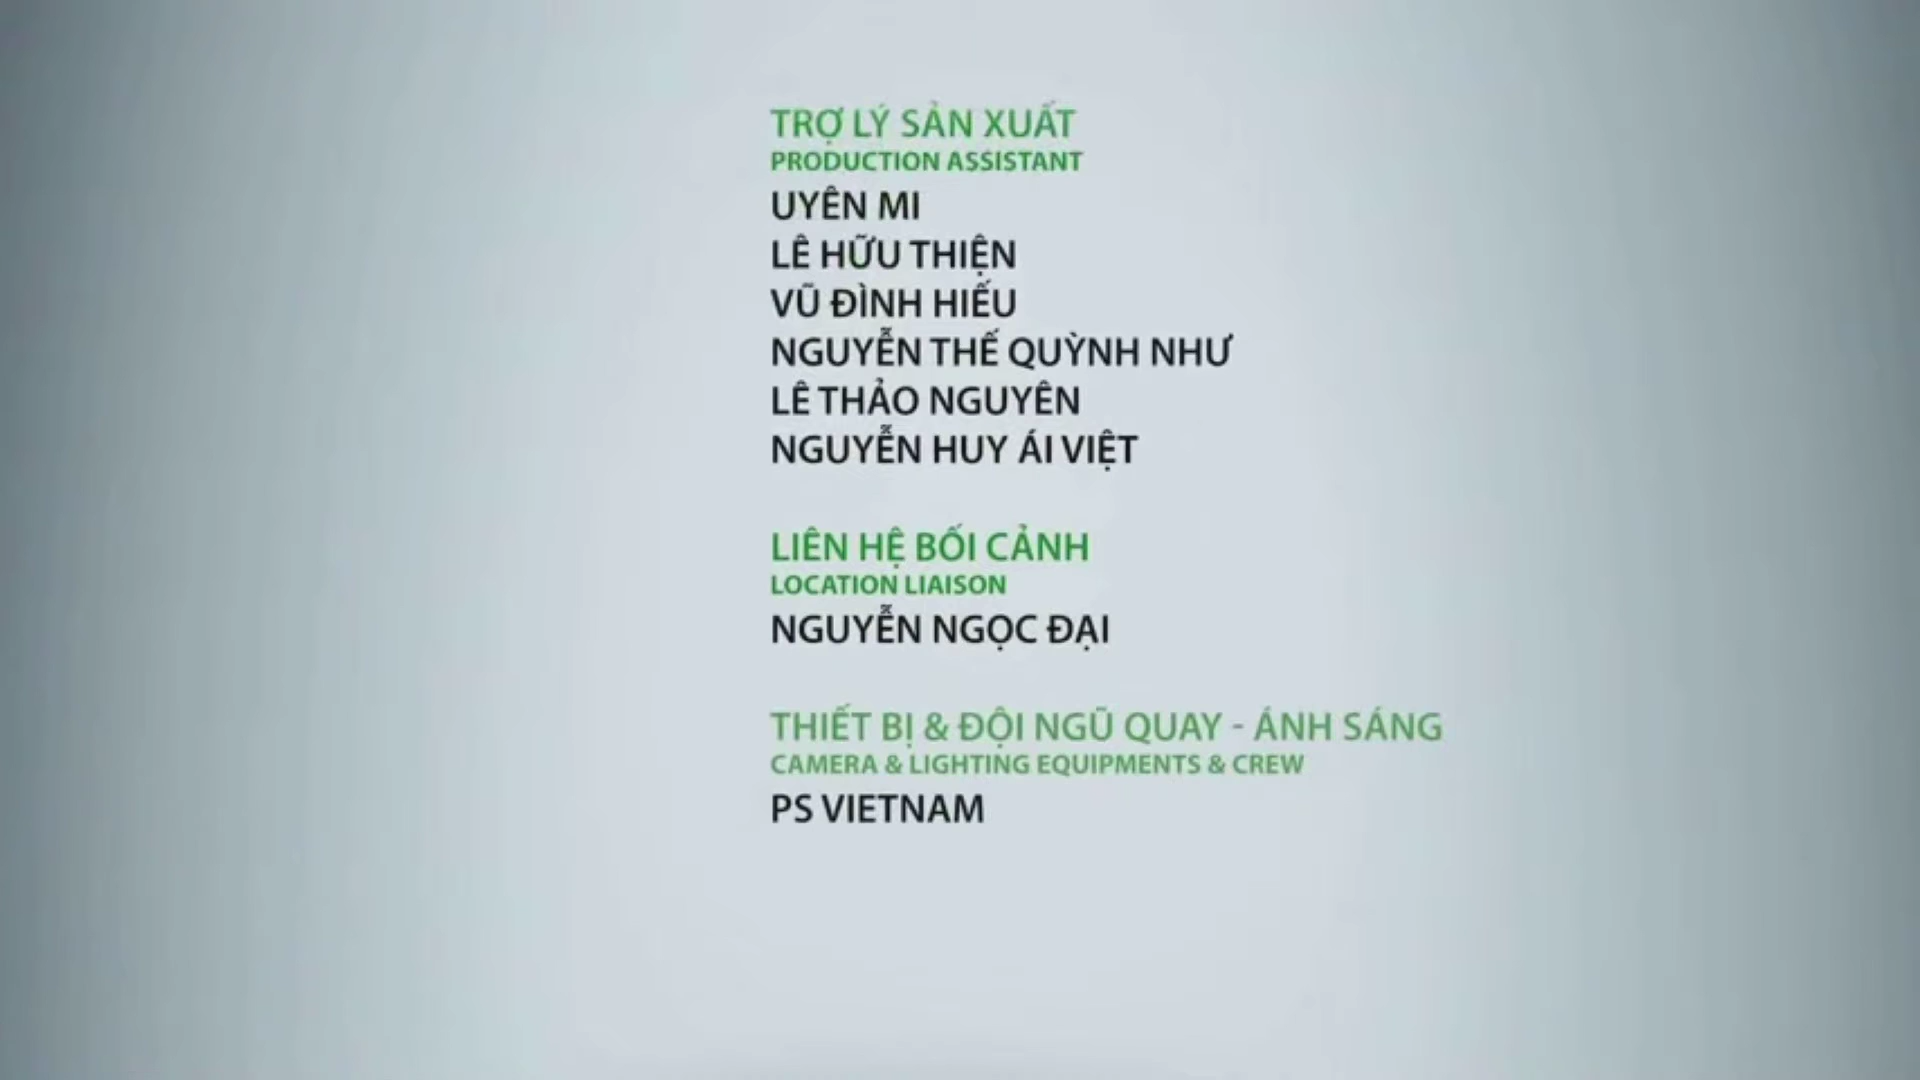 TRỢ LÝ SẢN XUẤT
PRODUCTION ASSISTANT
UYÊN MI
LÊ HỮU THIỆN
VŨ ĐÌNH HIẾU
NGUYỄN THẾ QUỲNH NHƯ
LÊ THẢO NGUYÊN
NGUYỄN HUY ÁI VIỆT
LIÊN HỆ BỐI CẢNH
LOCATION LIAISON
NGUYỄN NGỌC ĐẠI
THIẾT BỊ & ĐỘI NGŨ QUAY - ÁNH SÁNG
CAMERA & LIGHTING EQUIPMENTS & CREW
PS VIETNAM